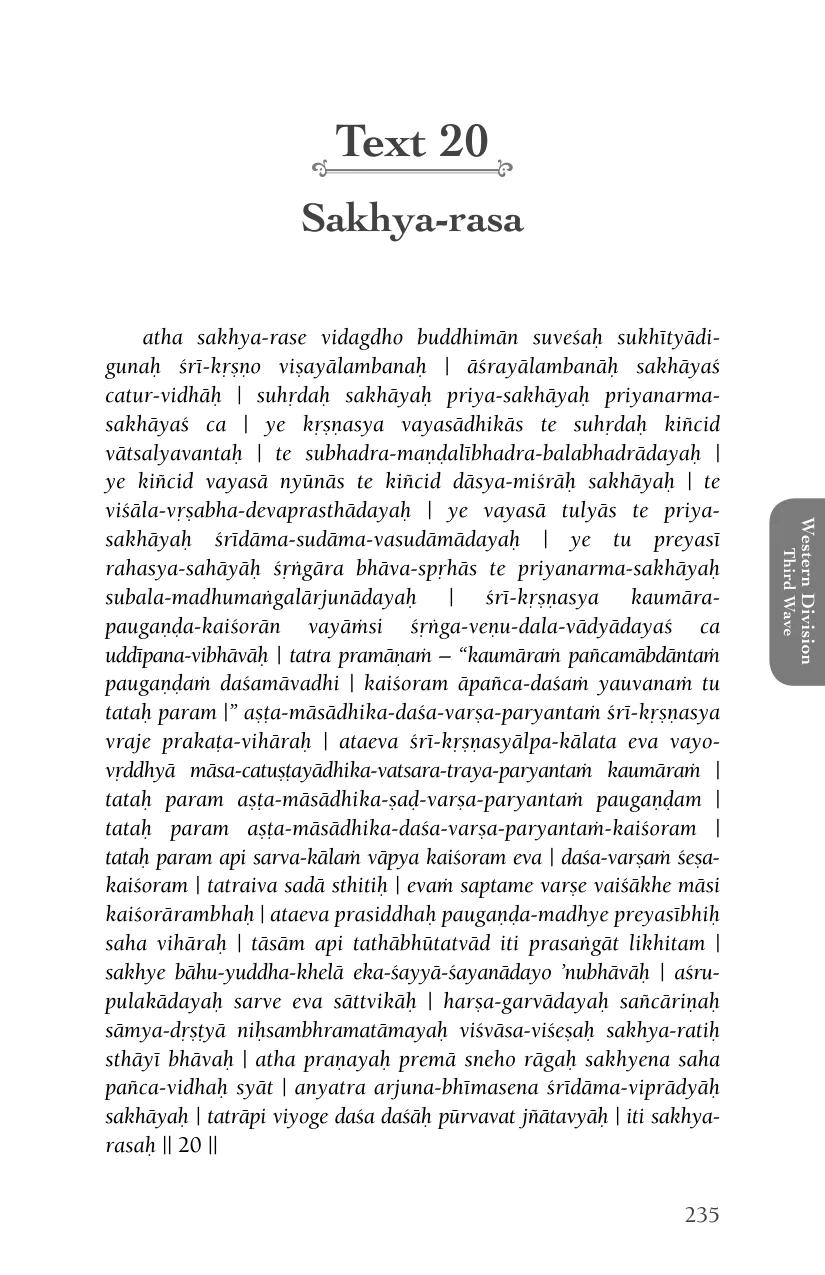 Text 20
Sakhya-rasa
atha sakhya-rase vidagdho buddhimān suveśaḥ sukhītyādi-
gunaḥ śrī-kṛṣṇo viṣayālambanaḥ | āśrayālambanāḥ sakhāyaś
catur-vidhāḥ | suhṛdaḥ sakhāyaḥ priya-sakhāyaḥ priyanarma-
sakhāyaś ca | ye kṛṣṇasya vayasādhikās te suhṛdaḥ kiñcid
vātsalyavantaḥ | te subhadra-maṇḍalībhadra-balabhadrādayaḥ |
ye kiñcid vayasā nyūnās te kiñcid dāsya-miśrāḥ sakhāyaḥ | te
viśāla-vṛṣabha-devaprasthādayaḥ | ye vayasā tulyās te priya-
sakhāyaḥ śrīdāma-sudāma-vasudāmādayaḥ | ye tu preyasī
rahasya-sahāyāḥ śṛṅgāra bhāva-spṛhās te priyanarma-sakhāyaḥ
subala-madhumaṅgalārjunādayaḥ | śrī-kṛṣṇasya kaumāra-
paugaṇḍa-kaiśorān vayāṁsi śṛṅga-veṇu-dala-vādyādayaś ca
uddīpana-vibhāvāḥ | tatra pramāṇaṁ – “kaumāraṁ pañcamābdāntaṁ
paugaṇḍaṁ daśamāvadhi | kaiśoram āpañca-daśaṁ yauvanaṁ tu
tataḥ param |” aṣṭa-māsādhika-daśa-varṣa-paryantaṁ śrī-kṛṣṇasya
vraje prakaṭa-vihāraḥ | ataeva śrī-kṛṣṇasyālpa-kālata eva vayo-
vṛddhyā māsa-catuṣṭayādhika-vatsara-traya-paryantaṁ kaumāraṁ |
tataḥ param aṣṭa-māsādhika-ṣaḍ-varṣa-paryantaṁ paugaṇḍam |
tataḥ param aṣṭa-māsādhika-daśa-varṣa-paryantaṁ-kaiśoram |
tataḥ param api sarva-kālaṁ vāpya kaiśoram eva | daśa-varṣaṁ śeṣa-
kaiśoram | tatraiva sadā sthitiḥ | evaṁ saptame varṣe vaiśākhe māsi
kaiśorārambhaḥ | ataeva prasiddhaḥ paugaṇḍa-madhye preyasībhiḥ
saha vihāraḥ | tāsām api tathābhūtatvād iti prasaṅgāt likhitam |
sakhye bāhu-yuddha-khelā eka-śayyā-śayanādayo ’nubhāvāḥ | aśru-
pulakādayaḥ sarve eva sāttvikāḥ | harṣa-garvādayaḥ sañcāriṇaḥ
sāmya-dṛṣṭyā niḥsambhramatāmayaḥ viśvāsa-viśeṣaḥ sakhya-ratiḥ
sthāyī bhāvaḥ | atha praṇayaḥ premā sneho rāgaḥ sakhyena saha
pañca-vidhaḥ syāt | anyatra arjuna-bhīmasena śrīdāma-viprādyāḥ
sakhāyaḥ | tatrāpi viyoge daśa daśāḥ pūrvavat jñātavyāḥ | iti sakhya-
rasaḥ || 20 ||
Western Division
Third Wave
235